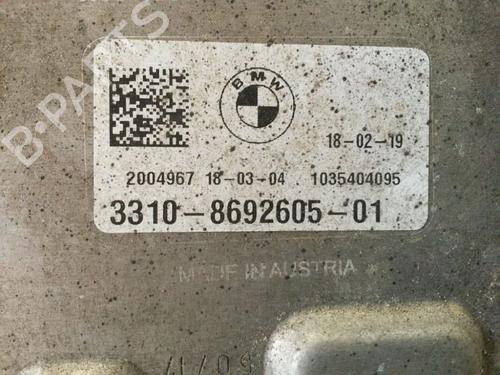 B-PARTS
BMW
18-02-19
2004967 18-03-04 1035404095
3310-8692605-01
MADE IN AUSTRIA